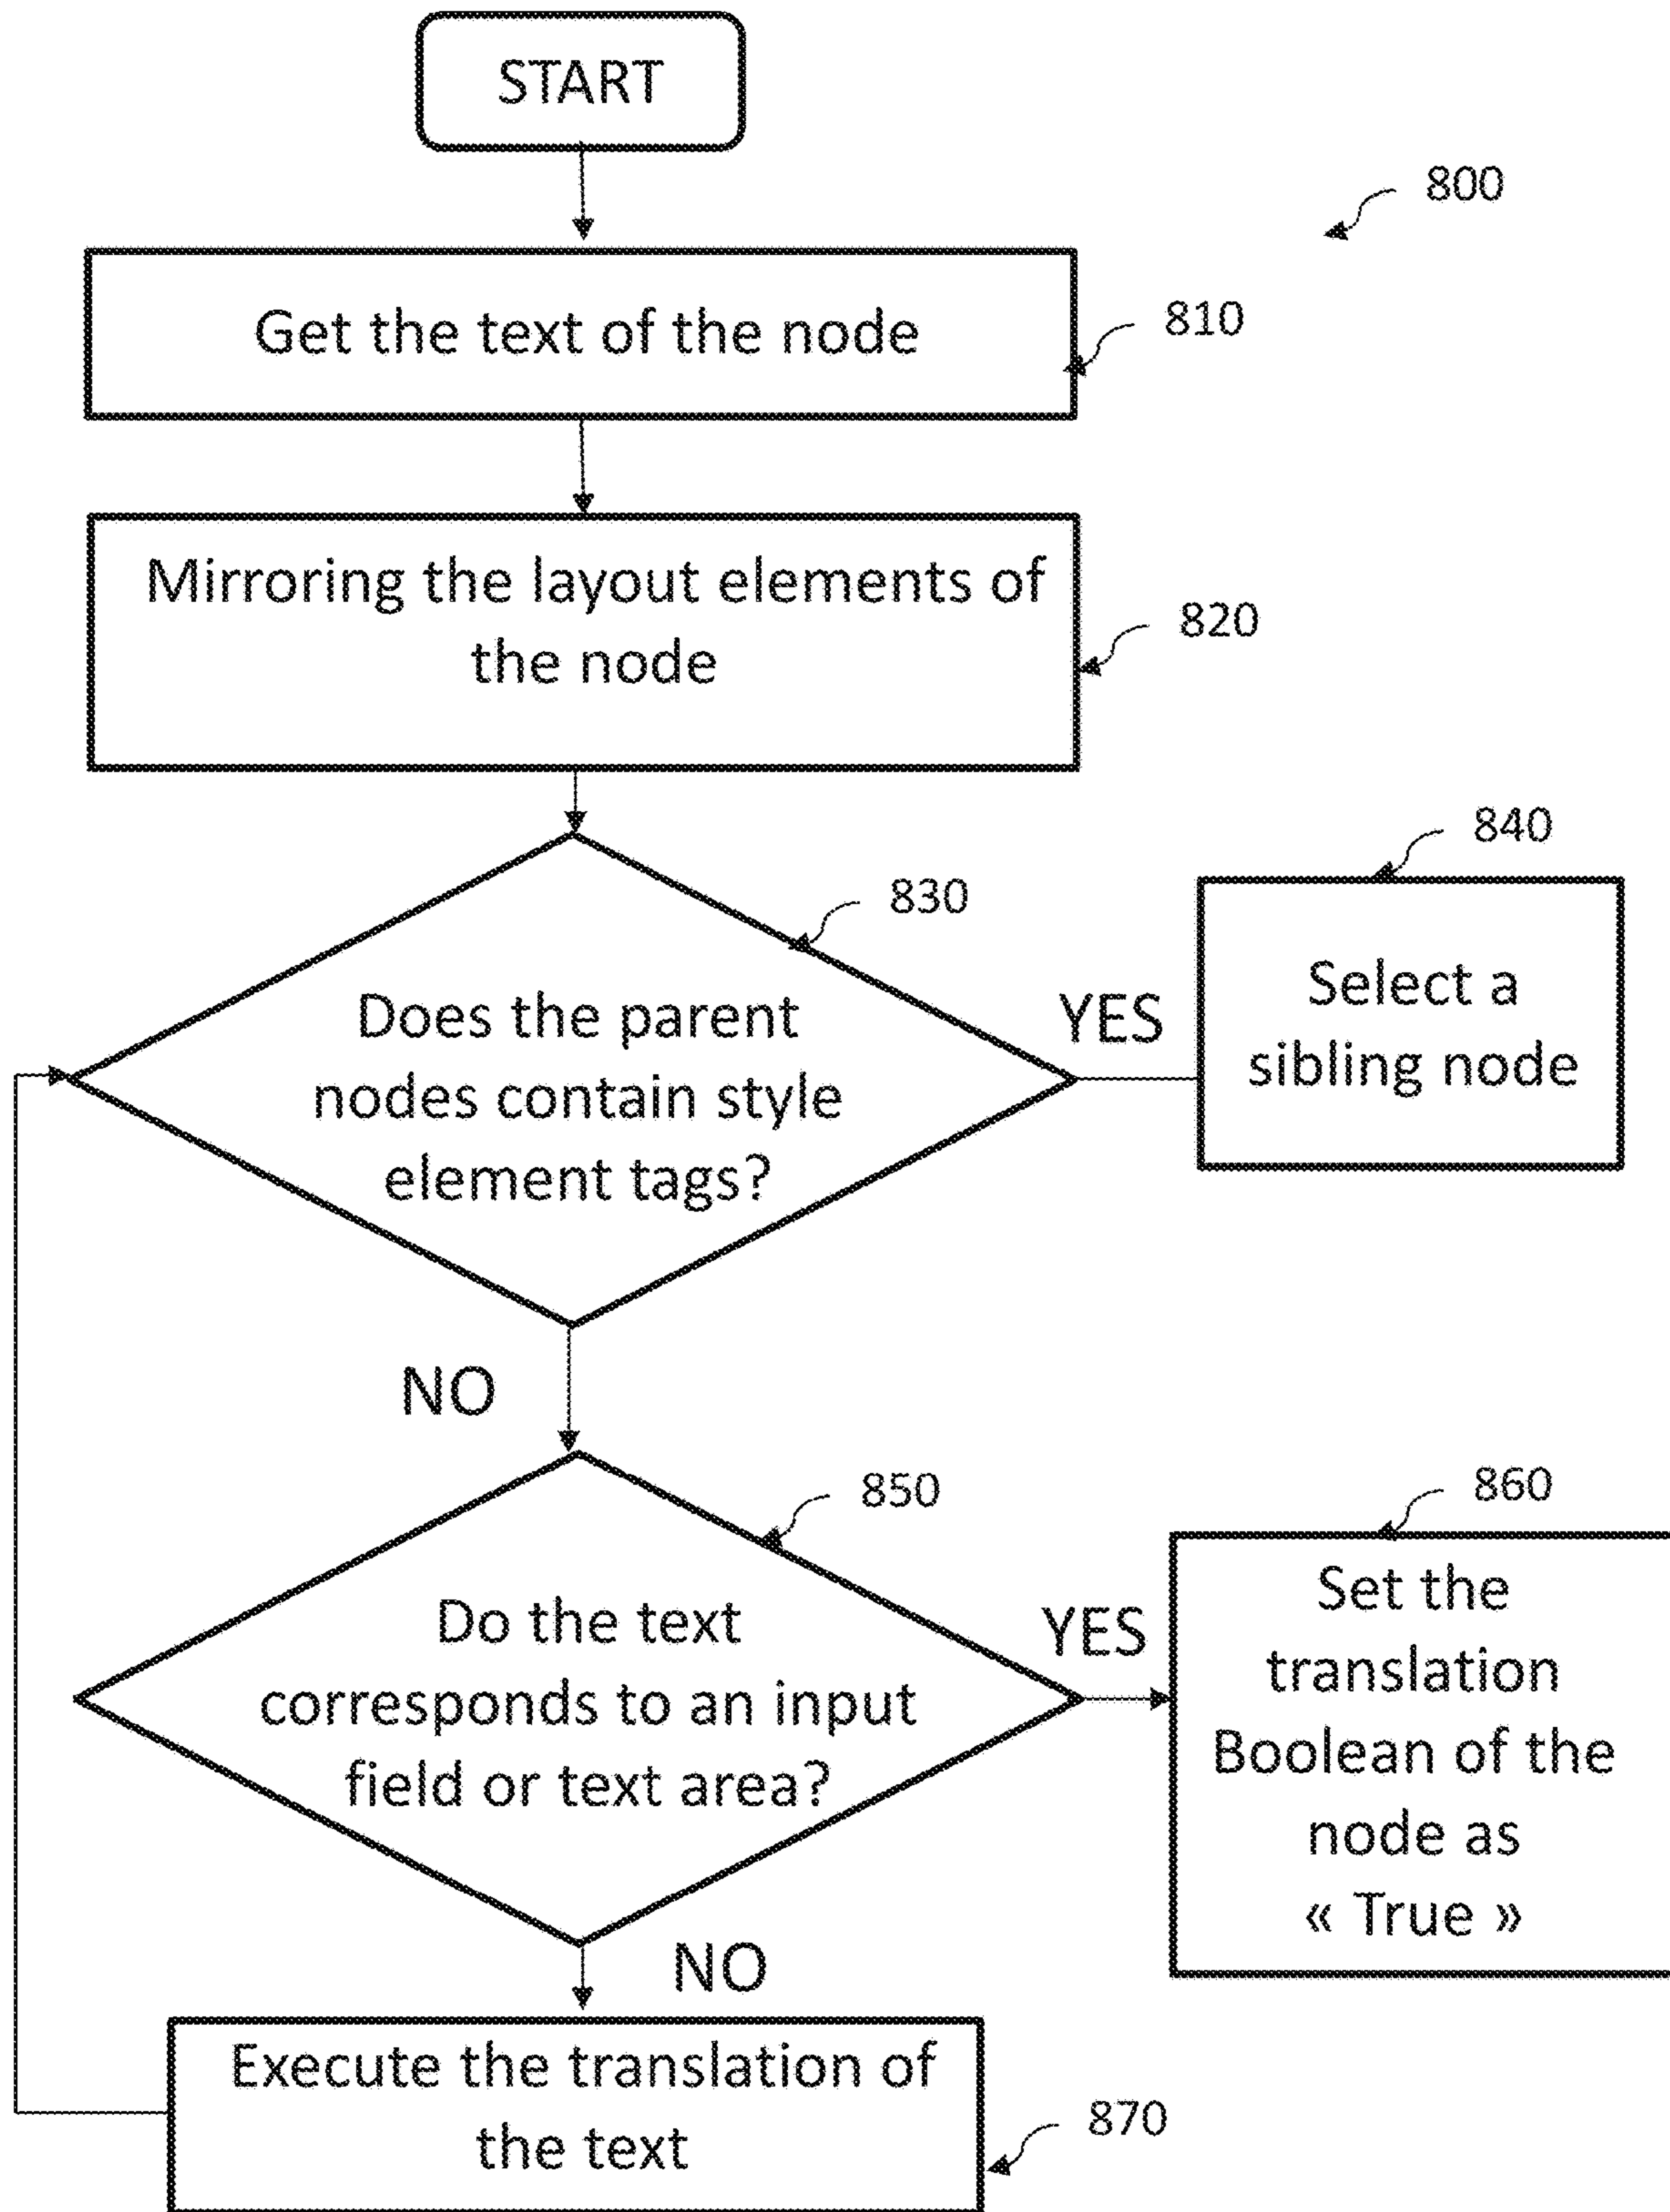 START
800
Get the text of the node
810
Mirroring the layout elements of
the node
820
840
830
Select a
sibling node
Does the parent
nodes contain style
element tags?
YES
NO
850
860
Do the text
corresponds to an input
field or text area?
YES
Set the
translation
Boolean of the
node as
« True »
NO
Execute the translation of
the text
870